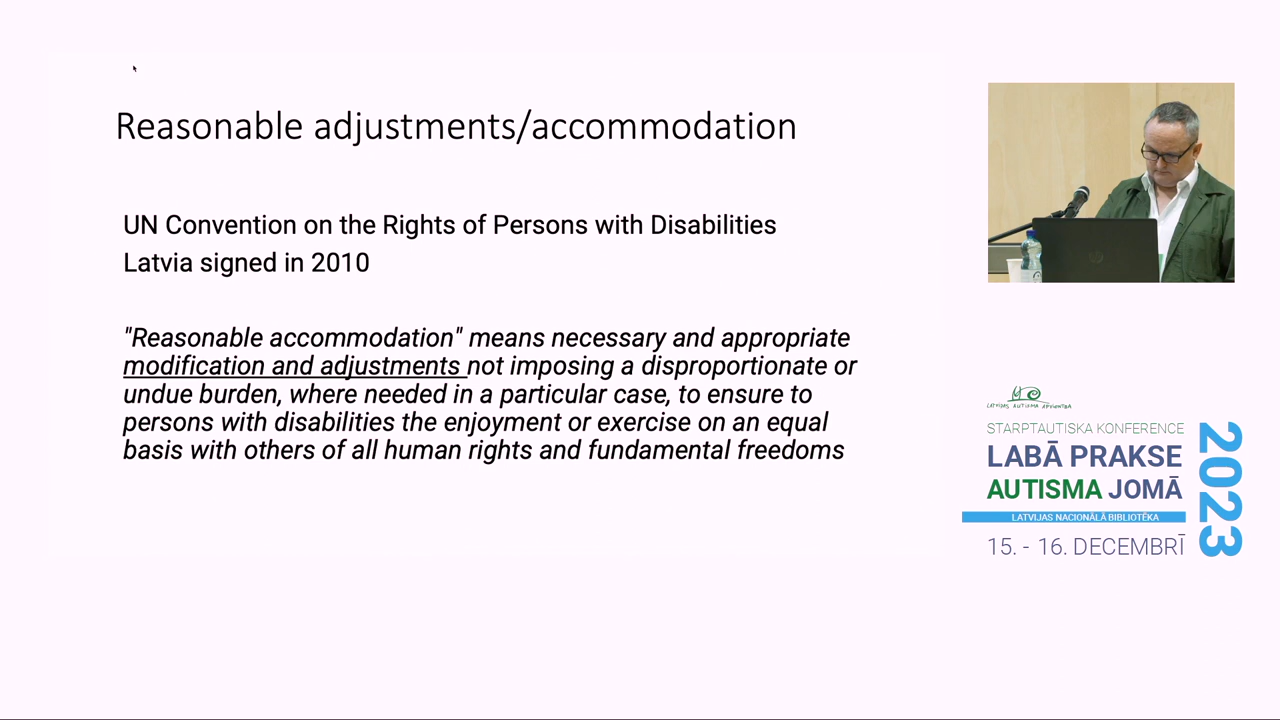 Reasonable adjustments/accommodation
UN Convention on the Rights of Persons with Disabilities
Latvia signed in 2010
"Reasonable accommodation" means necessary and appropriate
modification and adjustments not imposing a disproportionate or
undue burden, where needed in a particular case, to ensure to
persons with disabilities the enjoyment or exercise on an equal
basis with others of all human rights and fundamental freedoms
LATVIJAS AUTISMA APVIENĪBA
STARPTAUTISKA KONFERENCE
LABĀ PRAKSE
AUTISMA JOMĀ
LATVIJAS NACIONĀLĀ BIBLIOTĒKA
15. - 16. DECEMBRĪ
2023